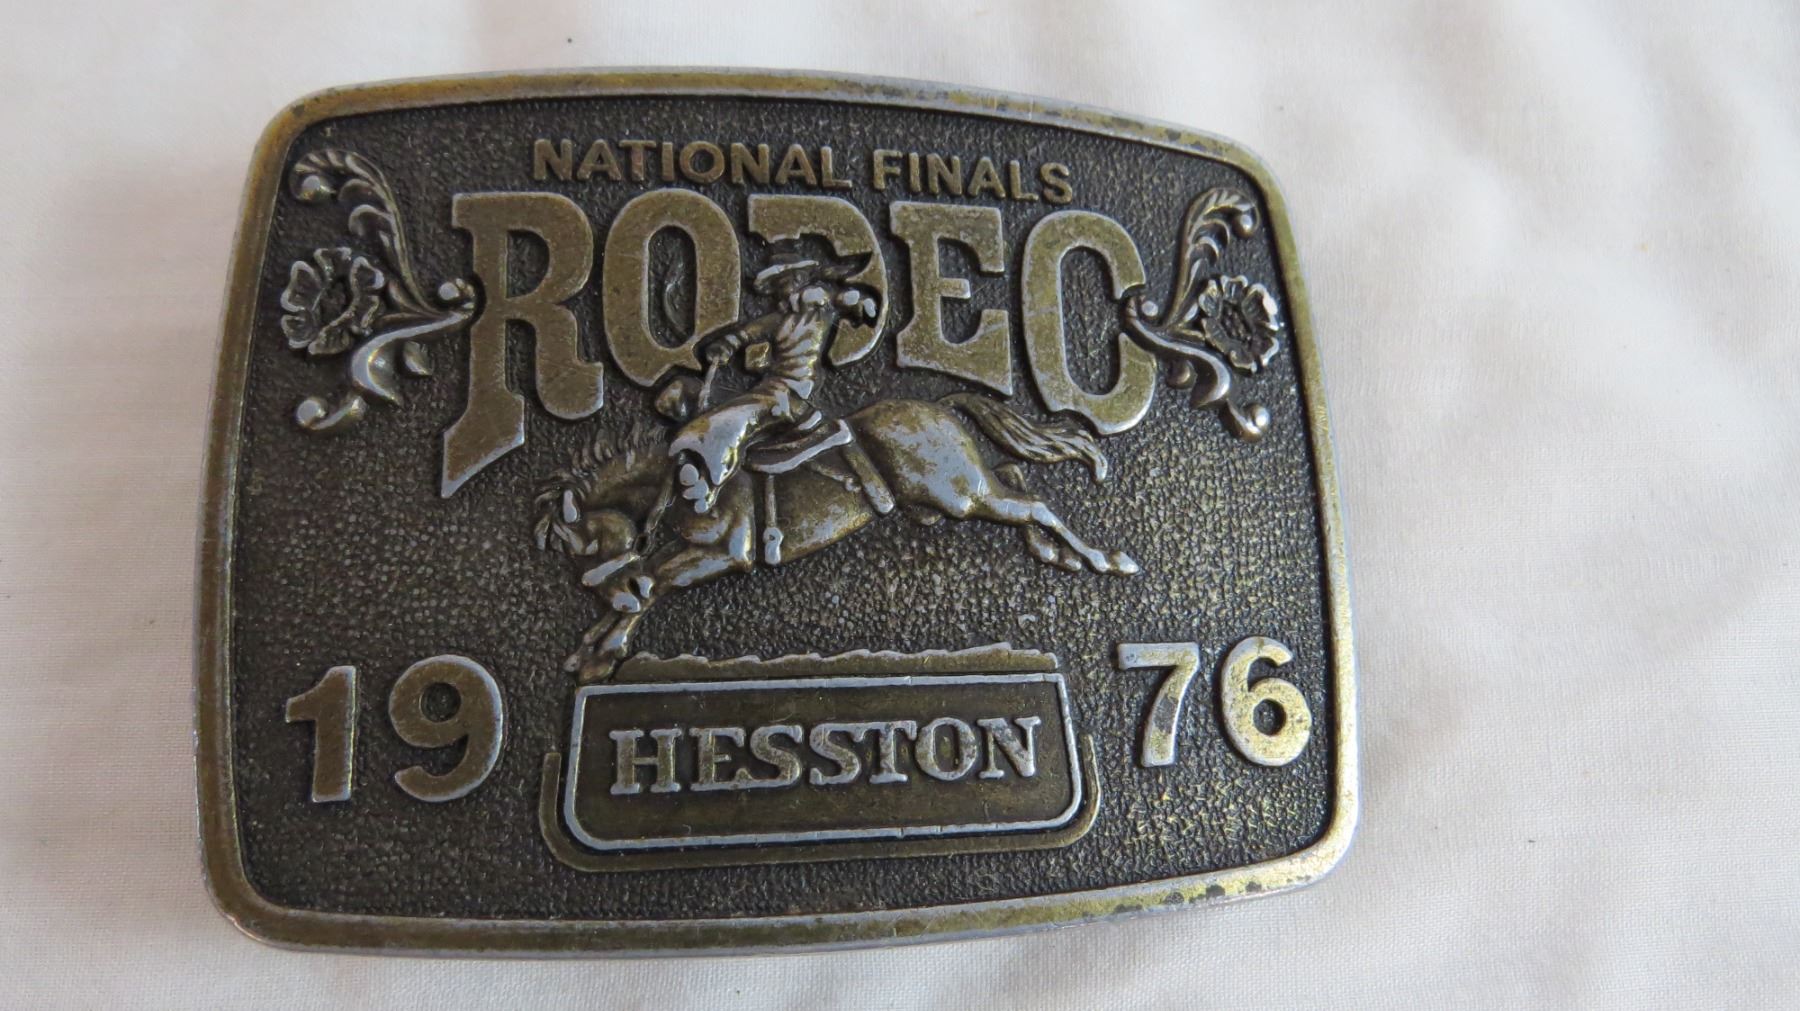 NATIONAL FINALS
RODEO
19 76
HESSTON